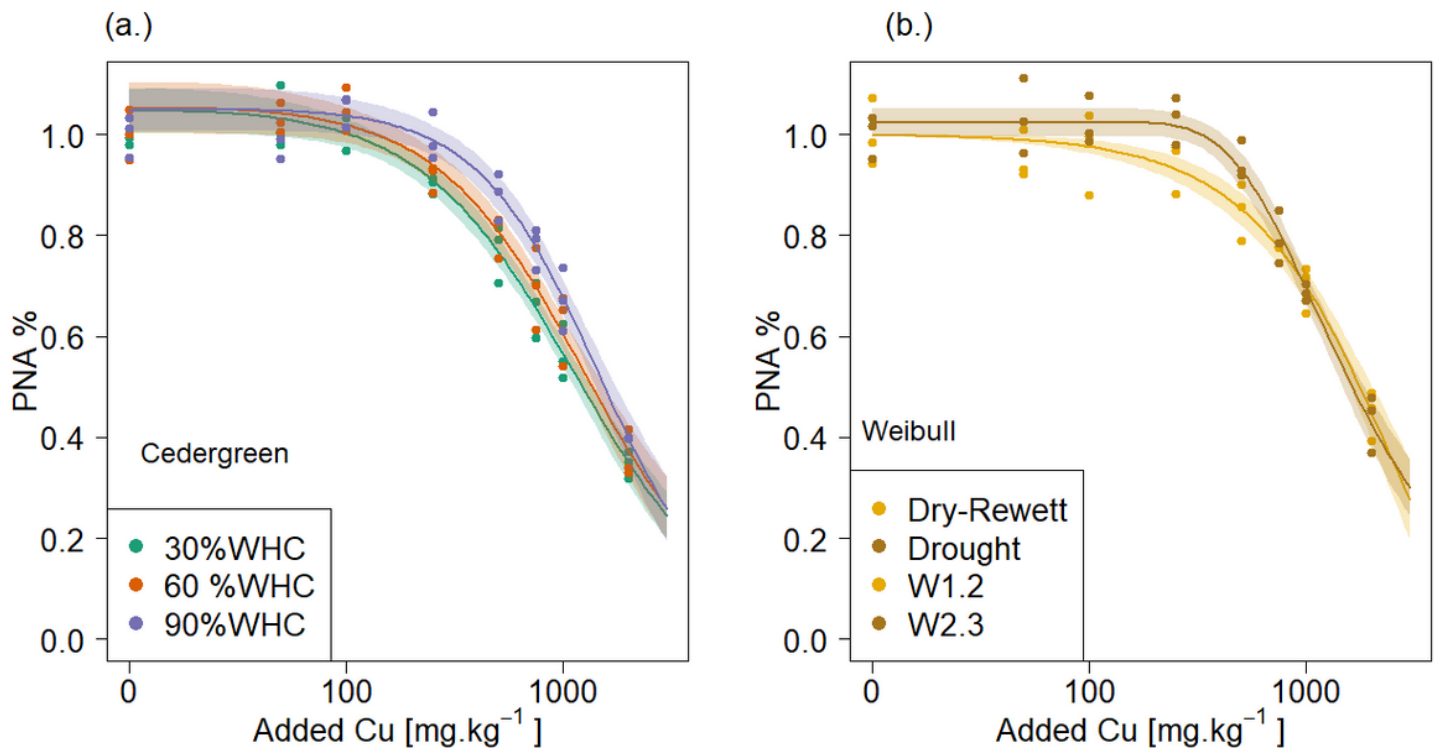 (a.)
PNA %
1.0
0.8
0.6
0.4
0.2
0.0
Cedergreen
30%WHC
60 %WHC
90%WHC
0 100 1000
Added Cu [mg.kg⁻¹ ]
(b.)
PNA %
1.0
0.8
0.6
0.4
0.2
0.0
Weibull
Dry-Rewett
Drought
W1.2
W2.3
0 100 1000
Added Cu [mg.kg⁻¹ ]